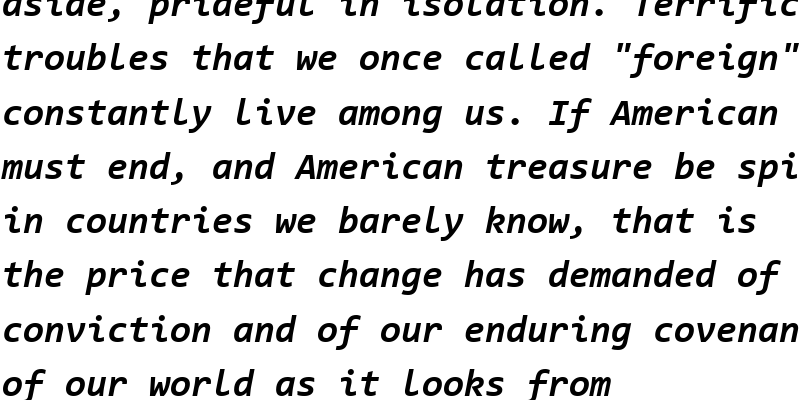 aside, prideful in isolation. Terrific
troubles that we once called "foreign"
constantly live among us. If American
must end, and American treasure be spi
in countries we barely know, that is
the price that change has demanded of
conviction and of our enduring covenan
of our world as it looks from